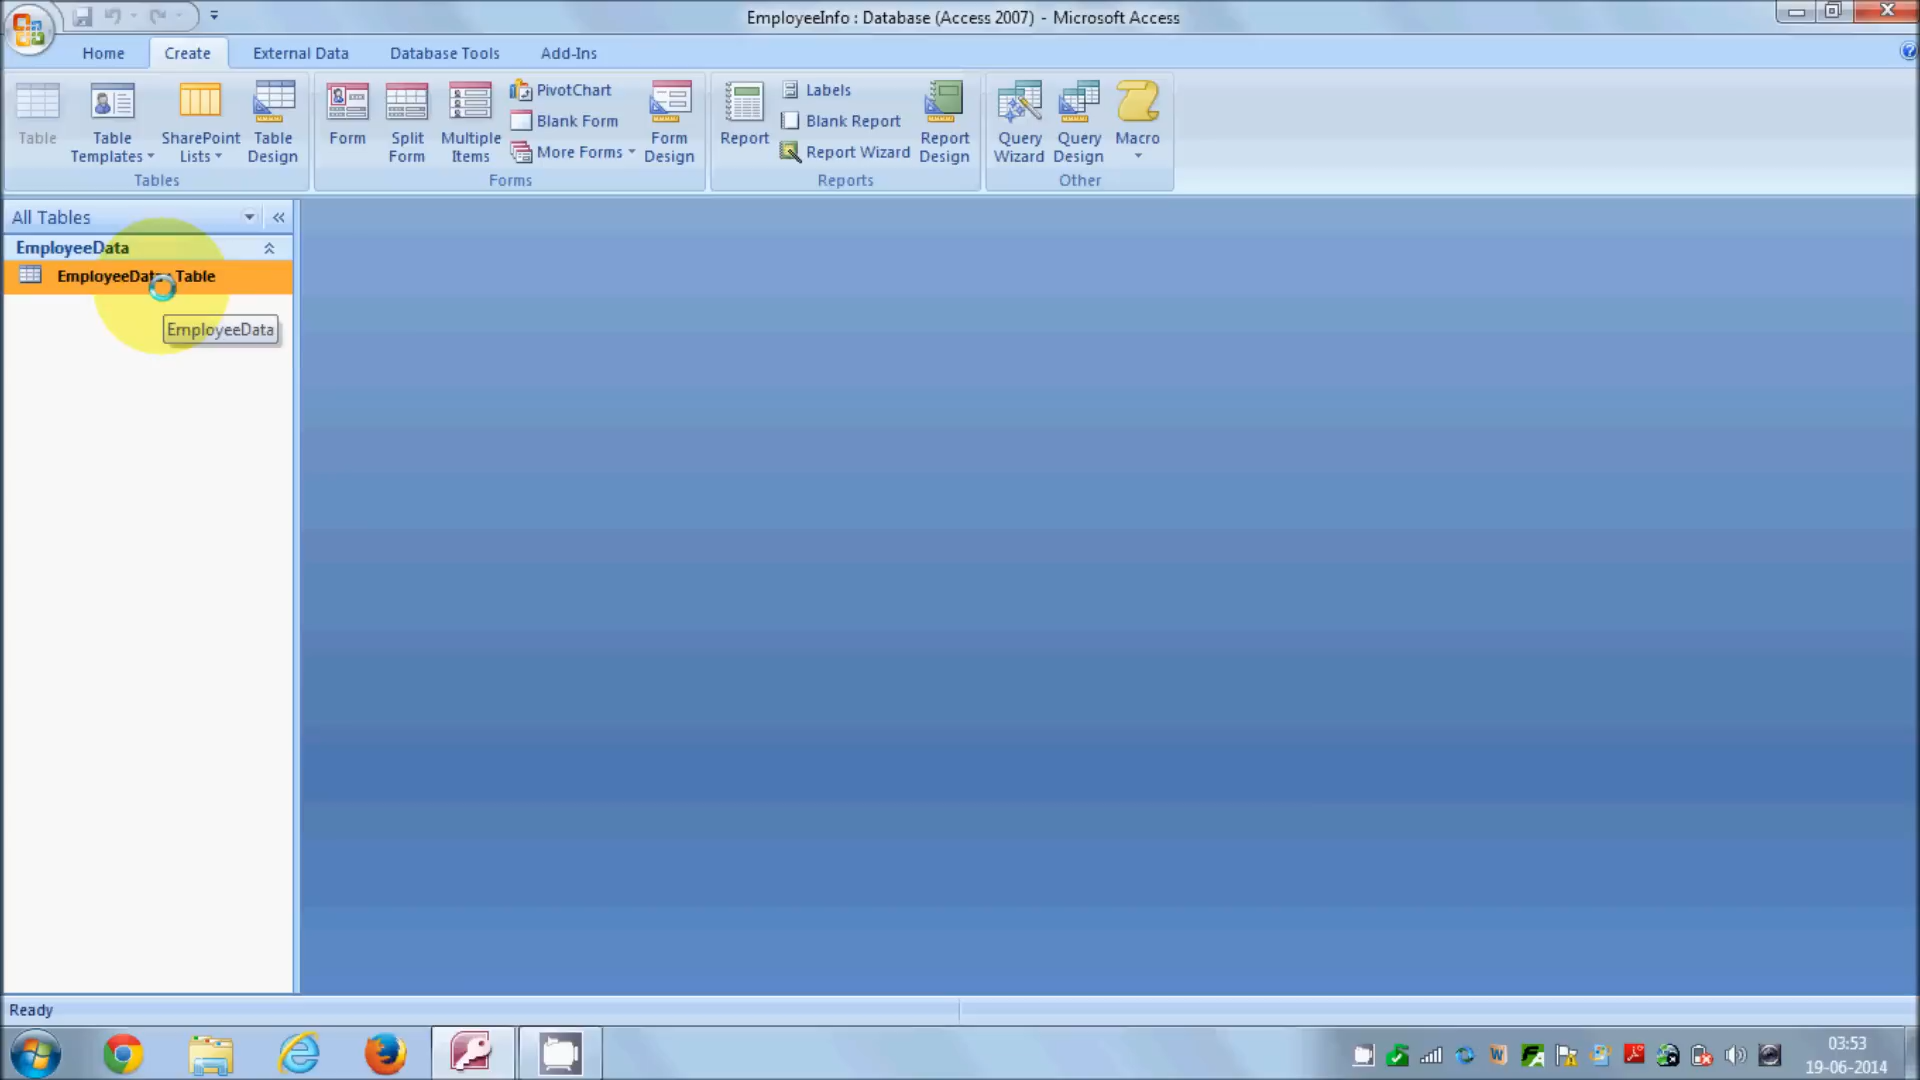 EmployeeInfo : Database (Access 2007) - Microsoft Access
Home Create External Data Database Tools Add-Ins
Table
Table Templates
SharePoint Lists
Table Design
Tables
Form
Split Form
Multiple Items
PivotChart
Blank Form
More Forms
Form Design
Forms
Report
Labels
Blank Report
Report Wizard
Report Design
Reports
Query Wizard
Query Design
Macro
Other
All Tables
EmployeeData
EmployeeData : Table
EmployeeData
Ready
03:53
19-06-2014